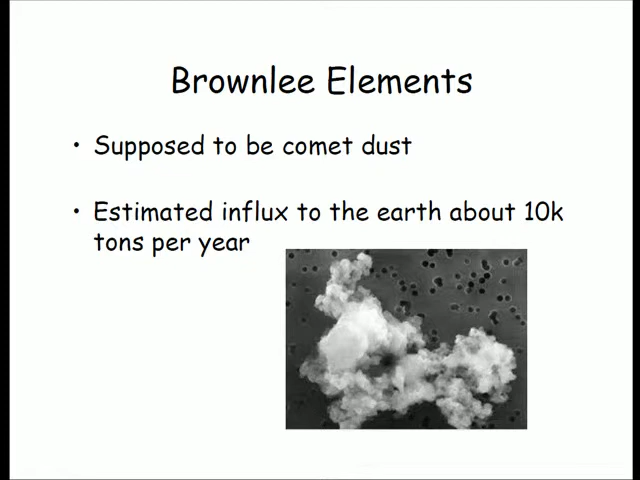 Brownlee Elements
• Supposed to be comet dust
• Estimated influx to the earth about 10k
tons per year